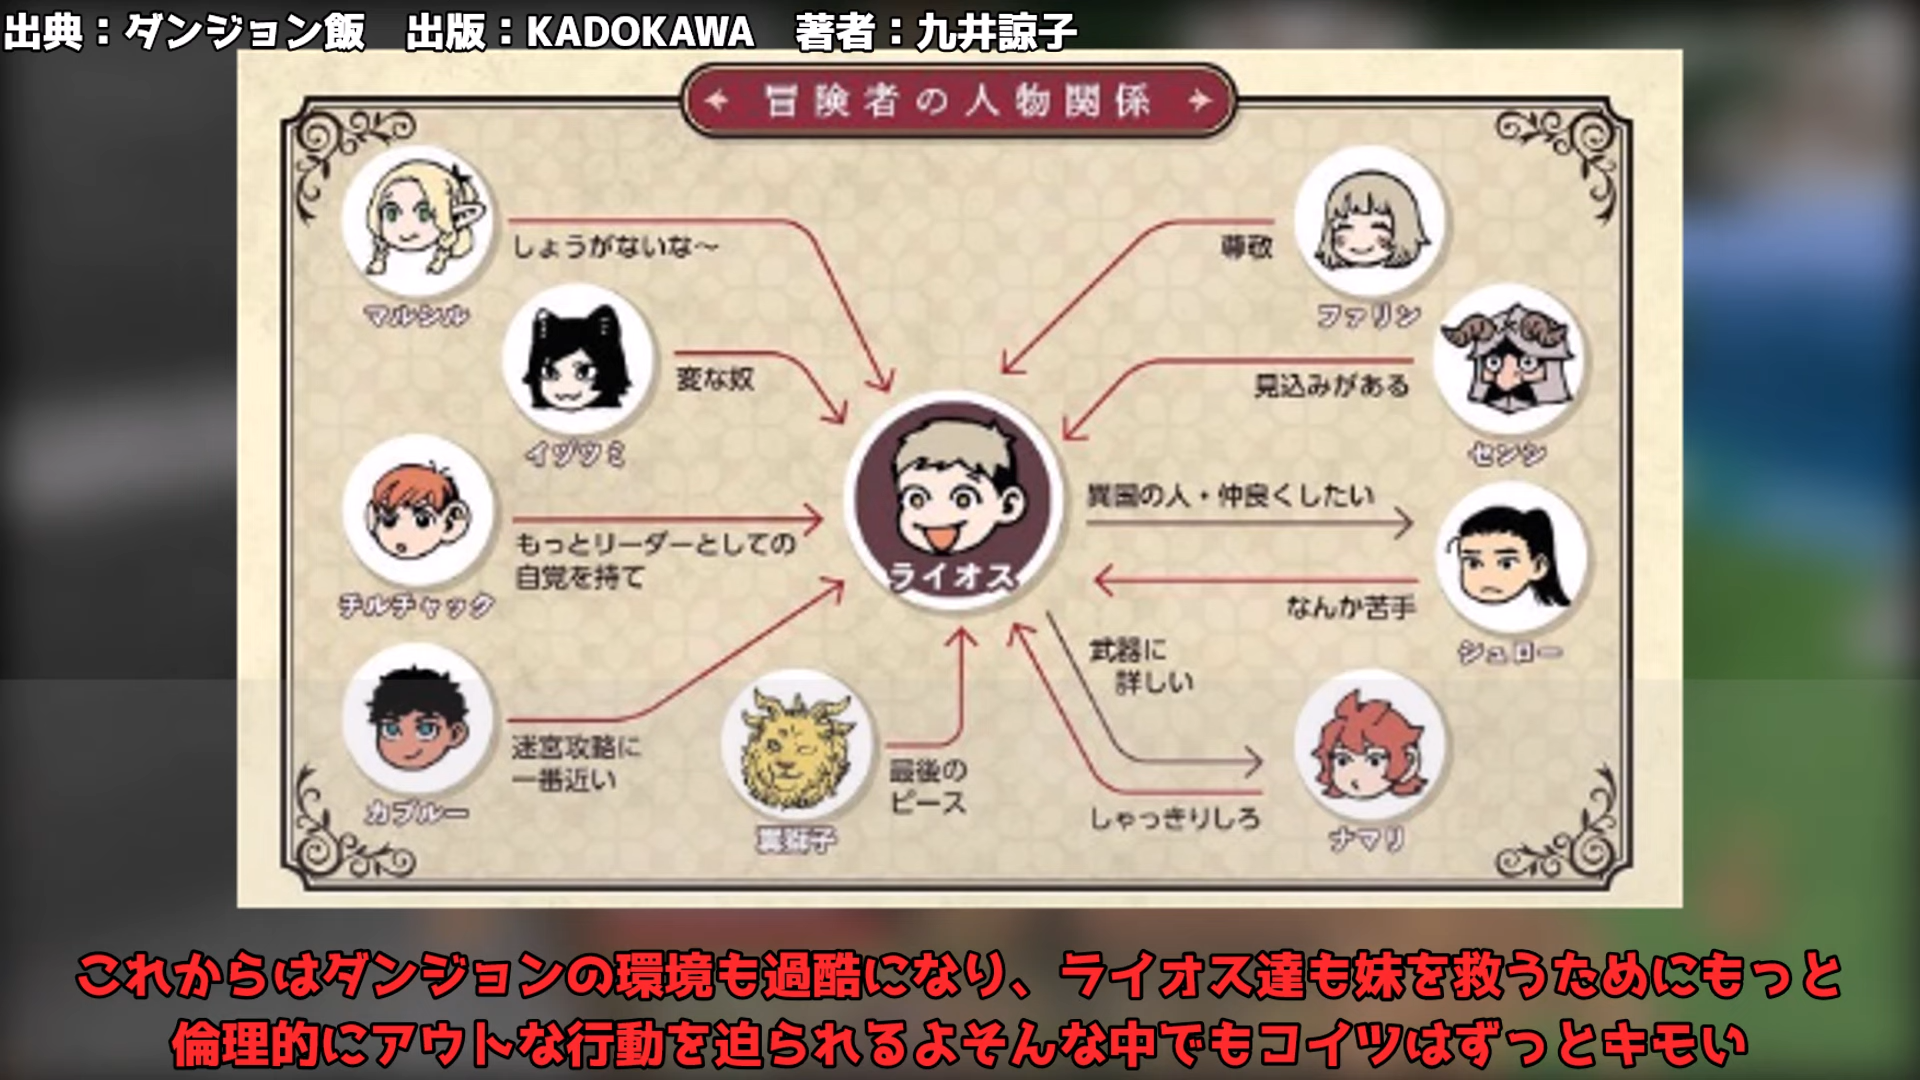 出典：ダンジョン飯　出版：KADOKAWA　著者：九井諒子
冒険者の人物関係
マルシル
しょうがないな～
ファリン
尊敬
イヅツミ
変な奴
センシ
見込みがある
チルチャック
もっとリーダーとしての
自覚を持て
ライオス
異国の人・仲良くしたい
なんか苦手
シュロー
カブルー
迷宮攻略に
一番近い
翼獅子
最後の
ピース
武器に
詳しい
しゃっきりしろ
ナマリ
これからはダンジョンの環境も過酷になり、ライオス達も妹を救うためにもっと
倫理的にアウトな行動を迫られるよそんな中でもコイツはずっとキモい